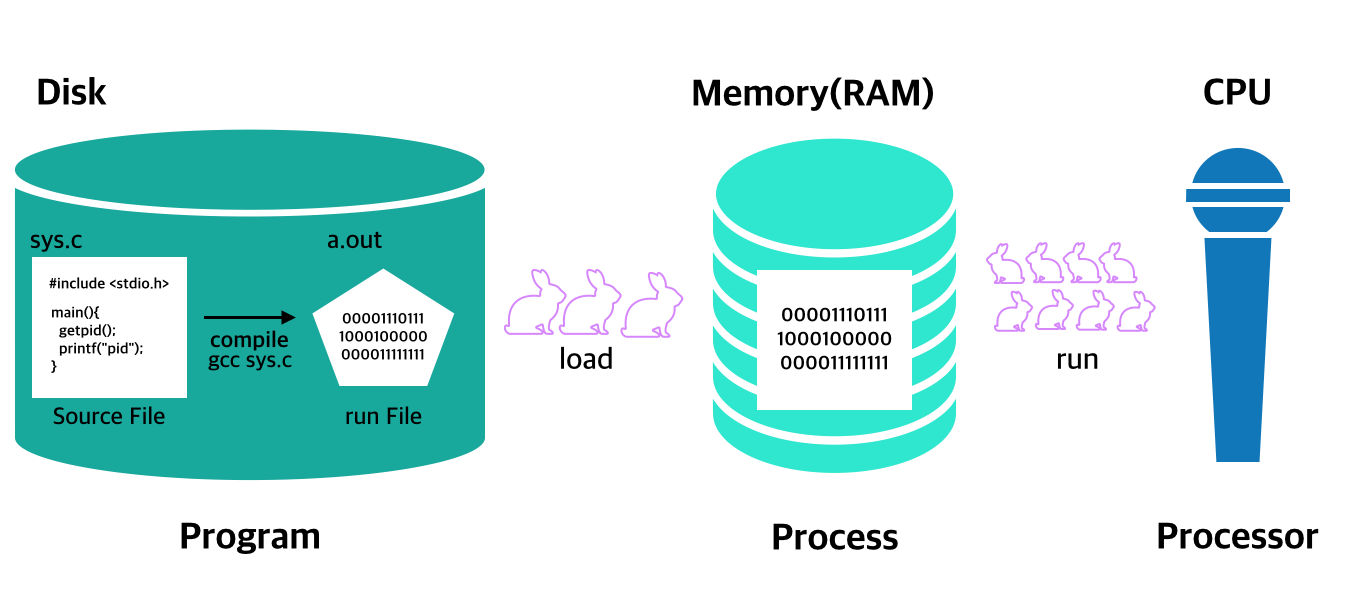 Disk
Memory(RAM)
CPU
sys.c
a.out
#include <stdio.h>
main(){
getpid();
printf("pid");
}
compile
gcc sys.c
00001110111
1000100000
000011111111
Source File
run File
load
00001110111
1000100000
000011111111
run
Program
Process
Processor